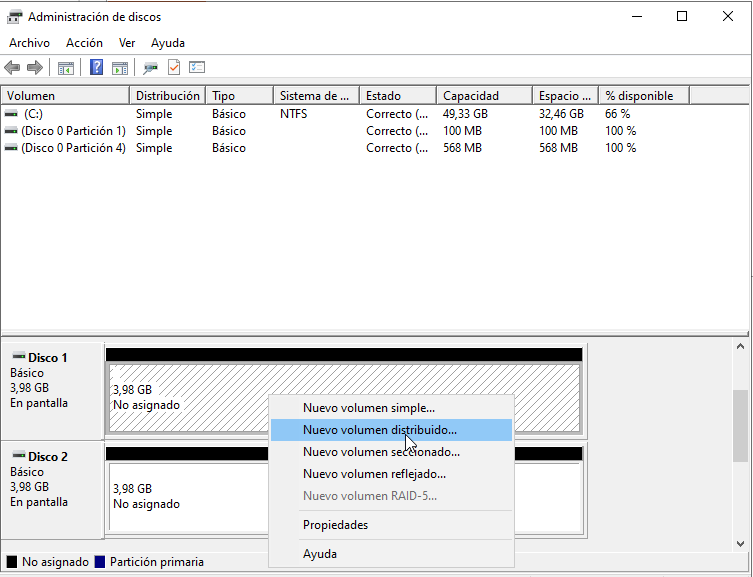 Administración de discos
Archivo Acción Ver Ayuda
Volumen Distribución Tipo Sistema de ... Estado Capacidad Espacio ... % disponible
(C:) Simple Básico NTFS Correcto (... 49,33 GB 32,46 GB 66 %
(Disco 0 Partición 1) Simple Básico Correcto (... 100 MB 100 MB 100 %
(Disco 0 Partición 4) Simple Básico Correcto (... 568 MB 568 MB 100 %
Disco 1
Básico
3,98 GB
En pantalla
3,98 GB
No asignado
Disco 2
Básico
3,98 GB
En pantalla
3,98 GB
No asignado
Nuevo volumen simple...
Nuevo volumen distribuido...
Nuevo volumen seccionado...
Nuevo volumen reflejado...
Nuevo volumen RAID-5...
Propiedades
Ayuda
No asignado Partición primaria